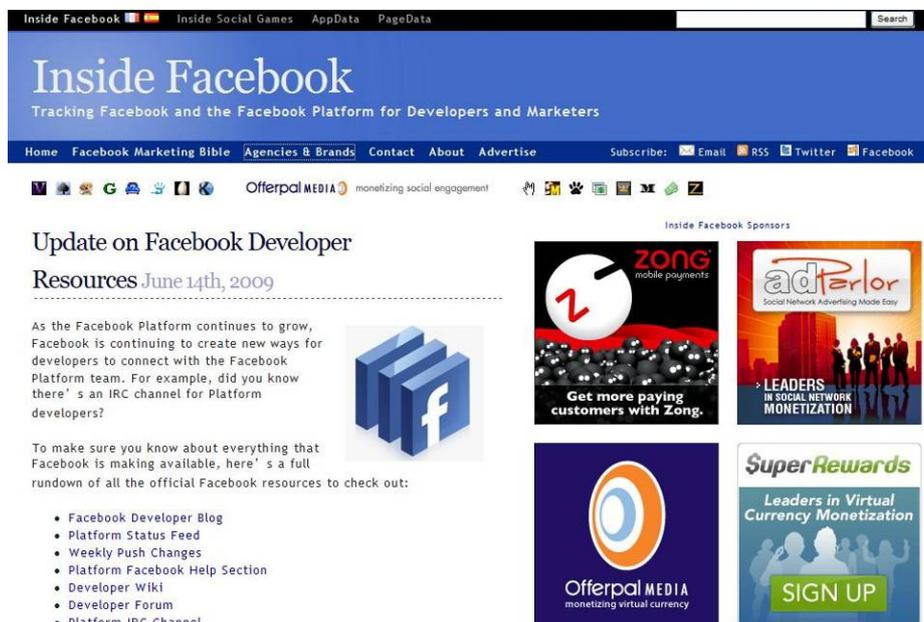 Inside Facebook Inside Social Games AppData PageData Search
Inside Facebook
Tracking Facebook and the Facebook Platform for Developers and Marketers
Home Facebook Marketing Bible Agencies & Brands Contact About Advertise Subscribe: Email RSS Twitter Facebook
Offerpal MEDIA monetizing social engagement
Update on Facebook Developer
Resources June 14th, 2009
As the Facebook Platform continues to grow,
Facebook is continuing to create new ways for
developers to connect with the Facebook
Platform team. For example, did you know
there's an IRC channel for Platform
developers?
To make sure you know about everything that
Facebook is making available, here's a full
rundown of all the official Facebook resources to check out:
Facebook Developer Blog
Platform Status Feed
Weekly Push Changes
Platform Facebook Help Section
Developer Wiki
Developer Forum
Platform IRC Channel
Inside Facebook Sponsors
ZONG
mobile payments
Z
Get more paying
customers with Zong.
adParlor
Social Network Advertising Made Easy
› LEADERS
IN SOCIAL NETWORK
MONETIZATION
Offerpal MEDIA
monetizing virtual currency
$uperRewards
Leaders in Virtual
Currency Monetization
SIGN UP